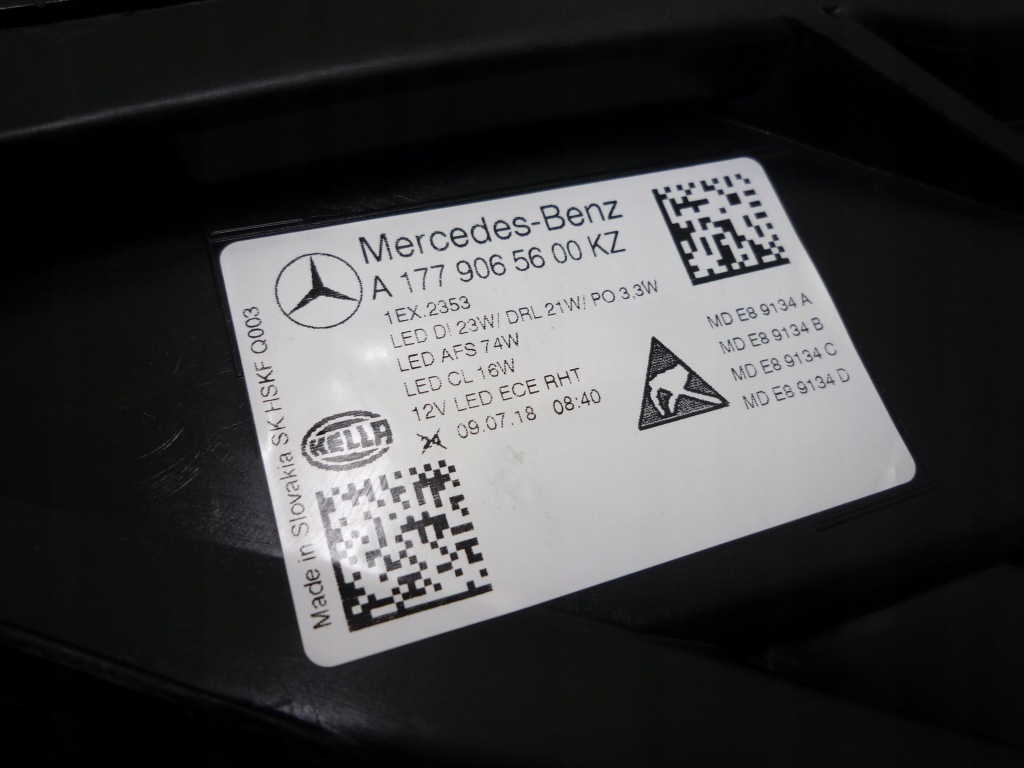 Mercedes-Benz
A 177 906 56 00 KZ
1EX.2353
LED DI 23W/ DRL 21W/ PO 3,3W
LED AFS 74W
LED CL 16W
12V LED ECE RHT
09.07.18 08:40
MD E8 9134 A
MD E8 9134 B
MD E8 9134 C
MD E8 9134 D
HELLA
Made in Slovakia SK HSKF Q003